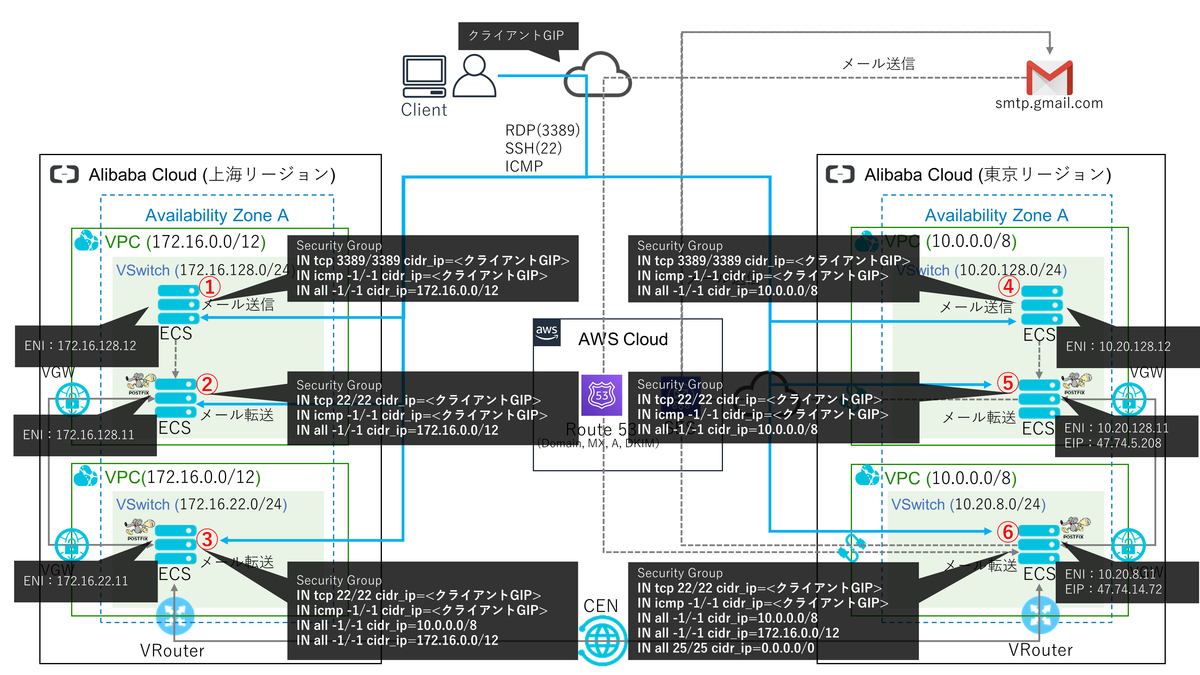 クライアントGIP
メール送信
Client
smtp.gmail.com
RDP(3389)
SSH(22)
ICMP
Alibaba Cloud (上海リージョン)
Availability Zone A
VPC (172.16.0.0/12)
VSwitch (172.16.128.0/24)
①
メール送信
ECS
ENI：172.16.128.12
Security Group
IN tcp 3389/3389 cidr_ip=<クライアントGIP>
IN icmp -1/-1 cidr_ip=<クライアントGIP>
IN all -1/-1 cidr_ip=172.16.0.0/12
VGW
POSTFIX
②
メール転送
ECS
ENI：172.16.128.11
Security Group
IN tcp 22/22 cidr_ip=<クライアントGIP>
IN icmp -1/-1 cidr_ip=<クライアントGIP>
IN all -1/-1 cidr_ip=172.16.0.0/12
VPC(172.16.0.0/12)
VSwitch (172.16.22.0/24)
POSTFIX
③
メール転送
ECS
VGW
ENI：172.16.22.11
Security Group
IN tcp 22/22 cidr_ip=<クライアントGIP>
IN icmp -1/-1 cidr_ip=<クライアントGIP>
IN all -1/-1 cidr_ip=10.0.0.0/8
IN all -1/-1 cidr_ip=172.16.0.0/12
VRouter
CEN
aws
AWS Cloud
53
Route 53
(Domain, MX, A, DKIM)
Alibaba Cloud (東京リージョン)
Availability Zone A
VPC (10.0.0.0/8)
VSwitch (10.20.128.0/24)
④
メール送信
ECS
ENI：10.20.128.12
Security Group
IN tcp 3389/3389 cidr_ip=<クライアントGIP>
IN icmp -1/-1 cidr_ip=<クライアントGIP>
IN all -1/-1 cidr_ip=10.0.0.0/8
VGW
POSTFIX
⑤
メール転送
ECS
ENI：10.20.128.11
EIP：47.74.5.208
Security Group
IN tcp 22/22 cidr_ip=<クライアントGIP>
IN icmp -1/-1 cidr_ip=<クライアントGIP>
IN all -1/-1 cidr_ip=10.0.0.0/8
VPC (10.0.0.0/8)
VSwitch (10.20.8.0/24)
POSTFIX
⑥
メール転送
ECS
VGW
ENI：10.20.8.11
EIP：47.74.14.72
Security Group
IN tcp 22/22 cidr_ip=<クライアントGIP>
IN icmp -1/-1 cidr_ip=<クライアントGIP>
IN all -1/-1 cidr_ip=10.0.0.0/8
IN all -1/-1 cidr_ip=172.16.0.0/12
IN all 25/25 cidr_ip=0.0.0.0/0
VRouter